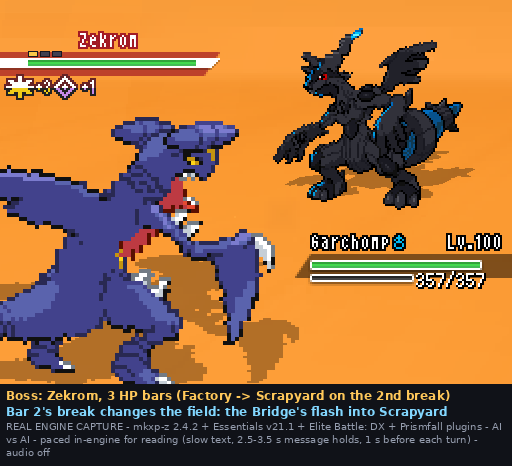 Zekrom
+3 +1
Garchomp Lv.100
357/357
Boss: Zekrom, 3 HP bars (Factory -> Scrapyard on the 2nd break)
Bar 2's break changes the field: the Bridge's flash into Scrapyard
REAL ENGINE CAPTURE - mkxp-z 2.4.2 + Essentials v21.1 + Elite Battle: DX + Prismfall plugins - AI
vs AI - paced in-engine for reading (slow text, 2.5-3.5 s message holds, 1 s before each turn) -
audio off